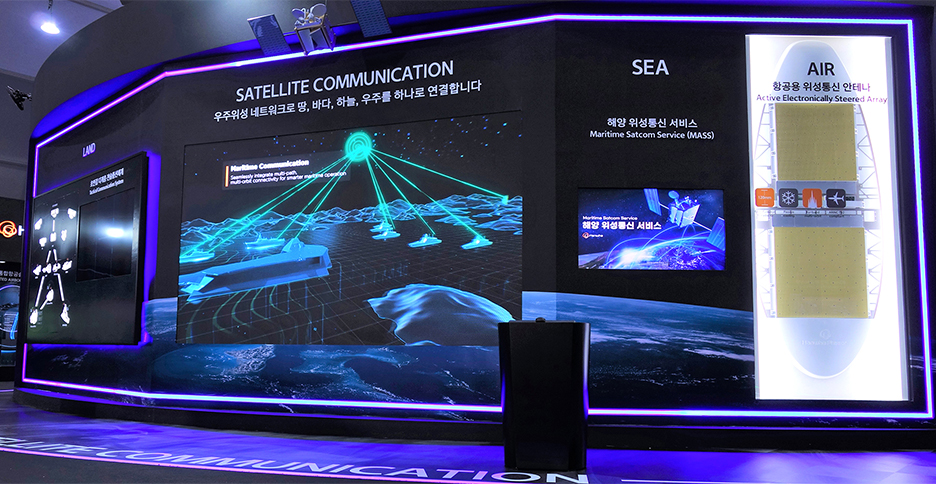 SATELLITE COMMUNICATION
우주위성 네트워크로 땅, 바다, 하늘, 우주를 하나로 연결합니다
LAND
Tactical Communication System
Maritime Communication
Seamlessly integrate multi-path,
multi-orbit connectivity for smarter maritime operation
SEA
해양 위성통신 서비스
Maritime Satcom Service (MASS)
Maritime Satcom Service
해양 위성통신 서비스
Hanwha
AIR
항공용 위성통신 안테나
Active Electronically Steered Array
COMMUNICATION